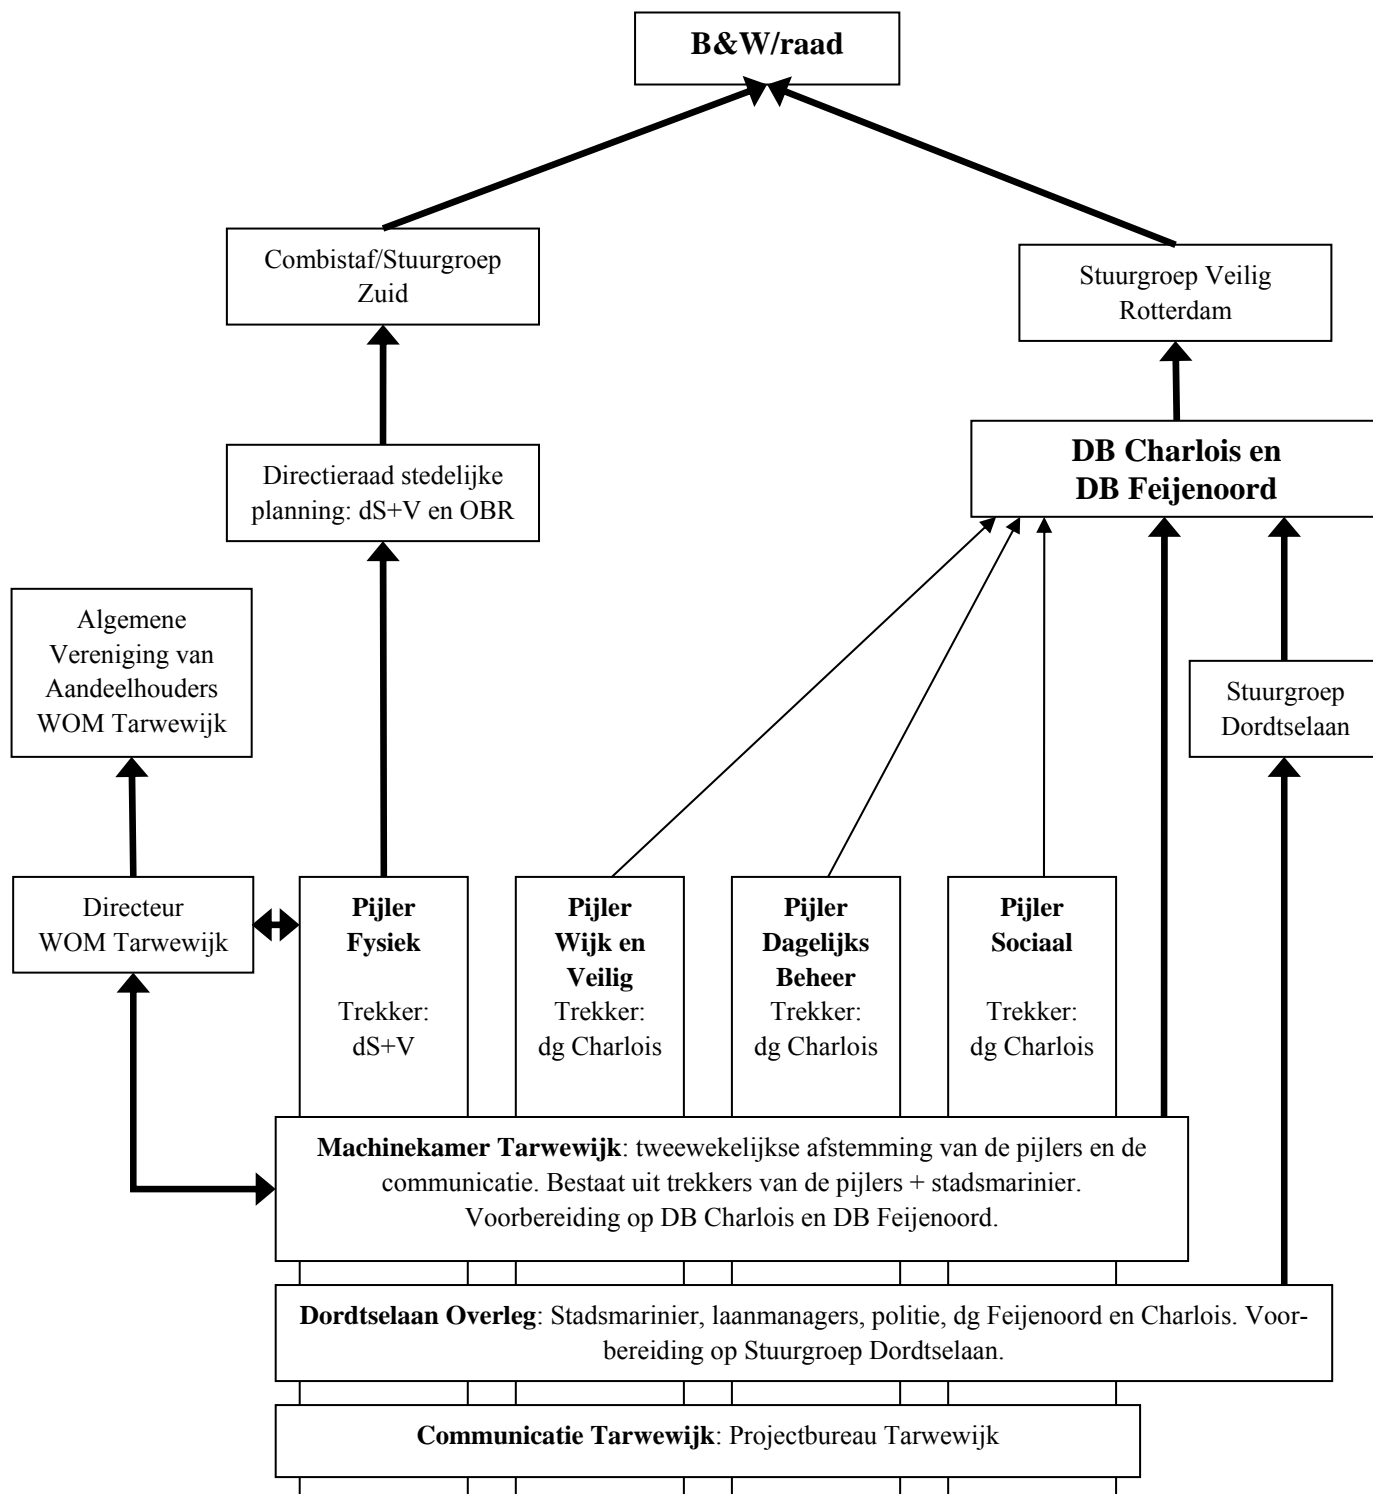 B&W/raad
Combistaf/Stuurgroep
Zuid
Stuurgroep Veilig
Rotterdam
Directieraad stedelijke
planning: dS+V en OBR
DB Charlois en
DB Feijenoord
Algemene
Vereniging van
Aandeelhouders
WOM Tarwewijk
Stuurgroep
Dordtselaan
Directeur
WOM Tarwewijk
Pijler
Fysiek
Trekker:
dS+V
Pijler
Wijk en
Veilig
Trekker:
dg Charlois
Pijler
Dagelijks
Beheer
Trekker:
dg Charlois
Pijler
Sociaal
Trekker:
dg Charlois
Machinekamer Tarwewijk: tweewekelijkse afstemming van de pijlers en de
communicatie. Bestaat uit trekkers van de pijlers + stadsmarinier.
Voorbereiding op DB Charlois en DB Feijenoord.
Dordtselaan Overleg: Stadsmarinier, laanmanagers, politie, dg Feijenoord en Charlois. Voor-
bereiding op Stuurgroep Dordtselaan.
Communicatie Tarwewijk: Projectbureau Tarwewijk